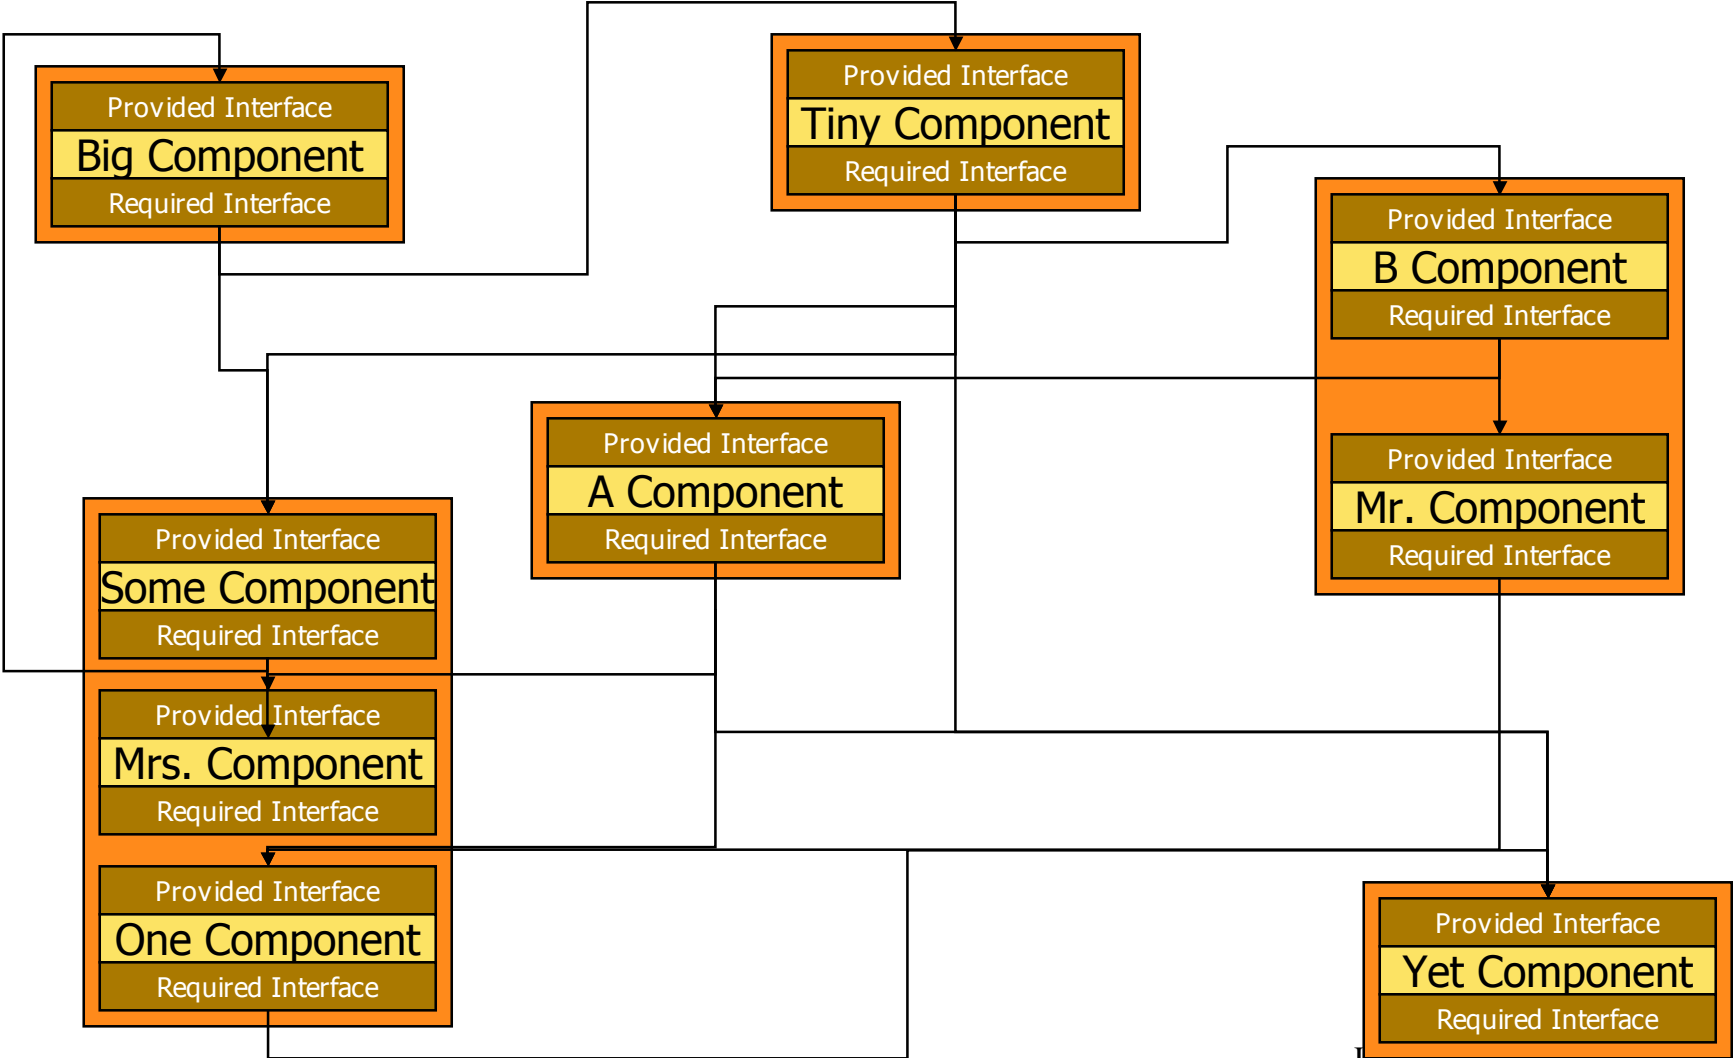 Provided Interface
Tiny Component
Required Interface
Provided Interface
Big Component
Required Interface
Provided Interface
B Component
Required Interface
Provided Interface
A Component
Required Interface
Provided Interface
Mr. Component
Required Interface
Provided Interface
Some Component
Required Interface
Provided Interface
Mrs. Component
Required Interface
Provided Interface
One Component
Required Interface
Provided Interface
Yet Component
Required Interface